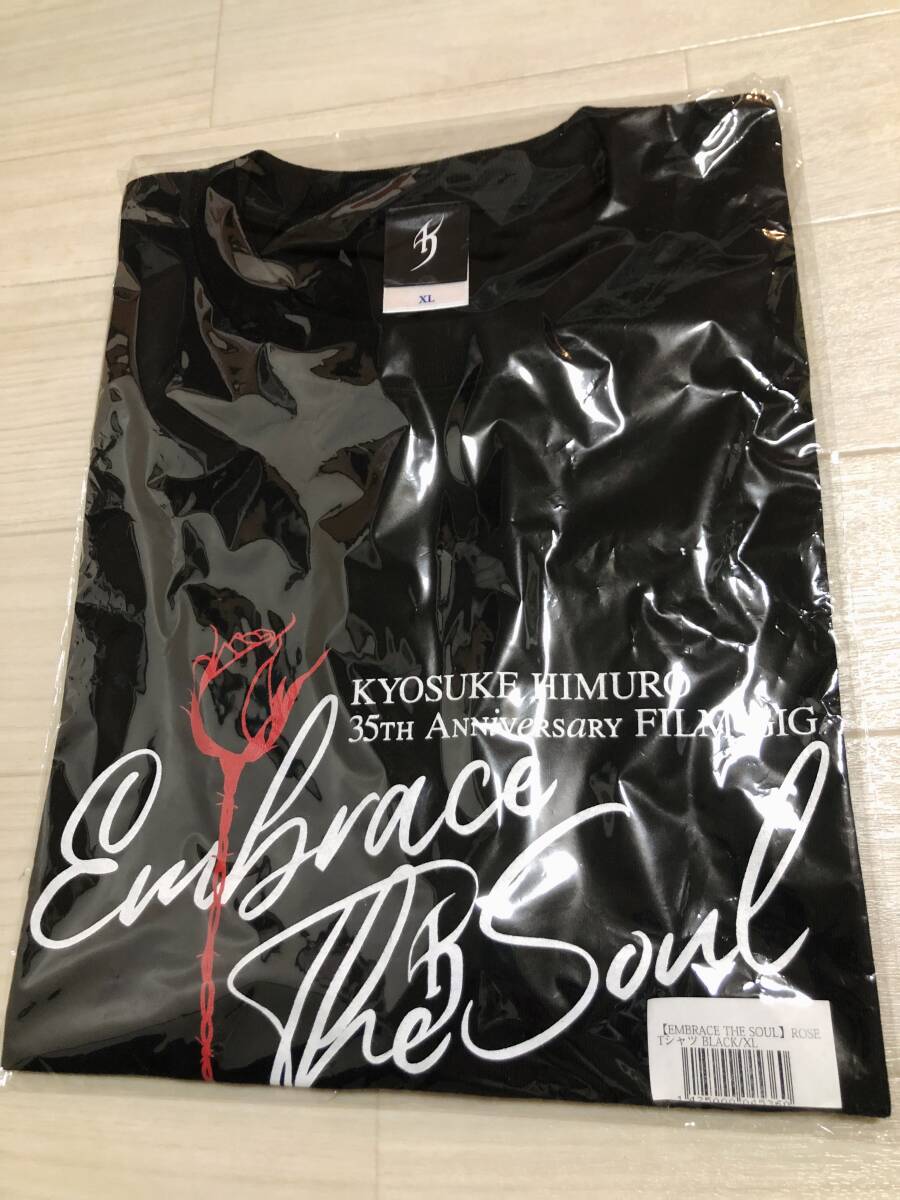 XL
KYOSUKE HIMURO
35TH ANNiVERSaRY FILM GIG
Embrace
The Soul
【EMBRACE THE SOUL】ROSE
Tシャツ BLACK/XL